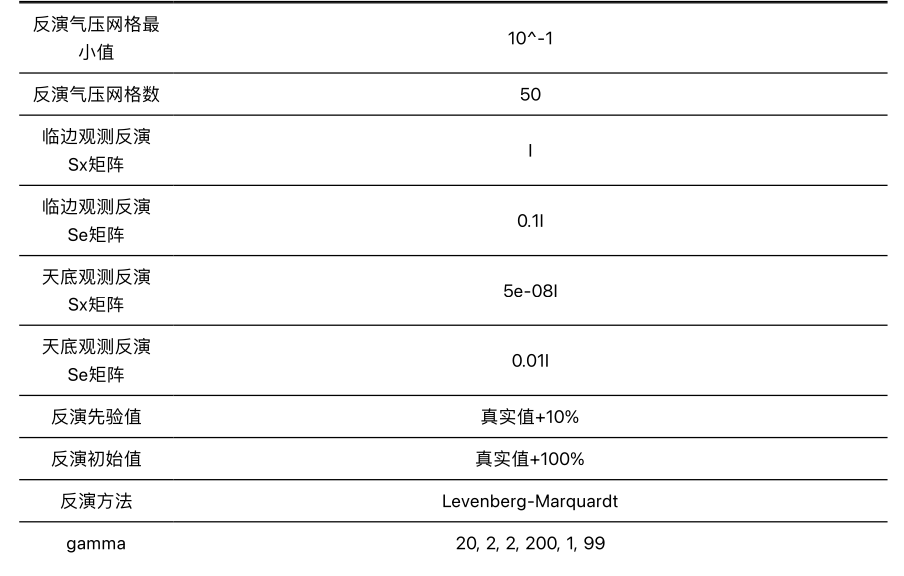 反演气压网格最
小值
10^-1
反演气压网格数
50
临边观测反演
Sx矩阵
I
临边观测反演
Se矩阵
0.1I
天底观测反演
Sx矩阵
5e-08I
天底观测反演
Se矩阵
0.01I
反演先验值
真实值+10%
反演初始值
真实值+100%
反演方法
Levenberg-Marquardt
gamma
20, 2, 2, 200, 1, 99